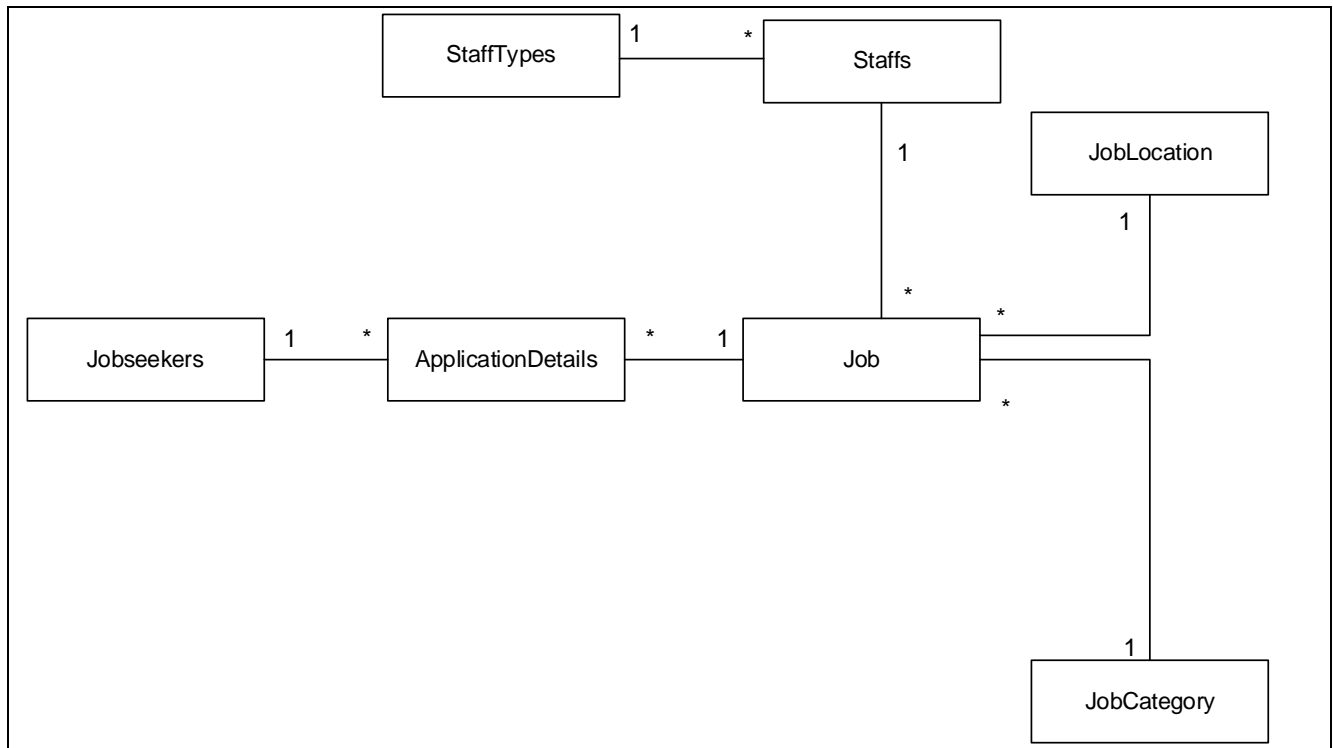 StaffTypes 1 * Staffs
1
JobLocation
1
*
*
Jobseekers 1 * ApplicationDetails * 1 Job
*
1
JobCategory